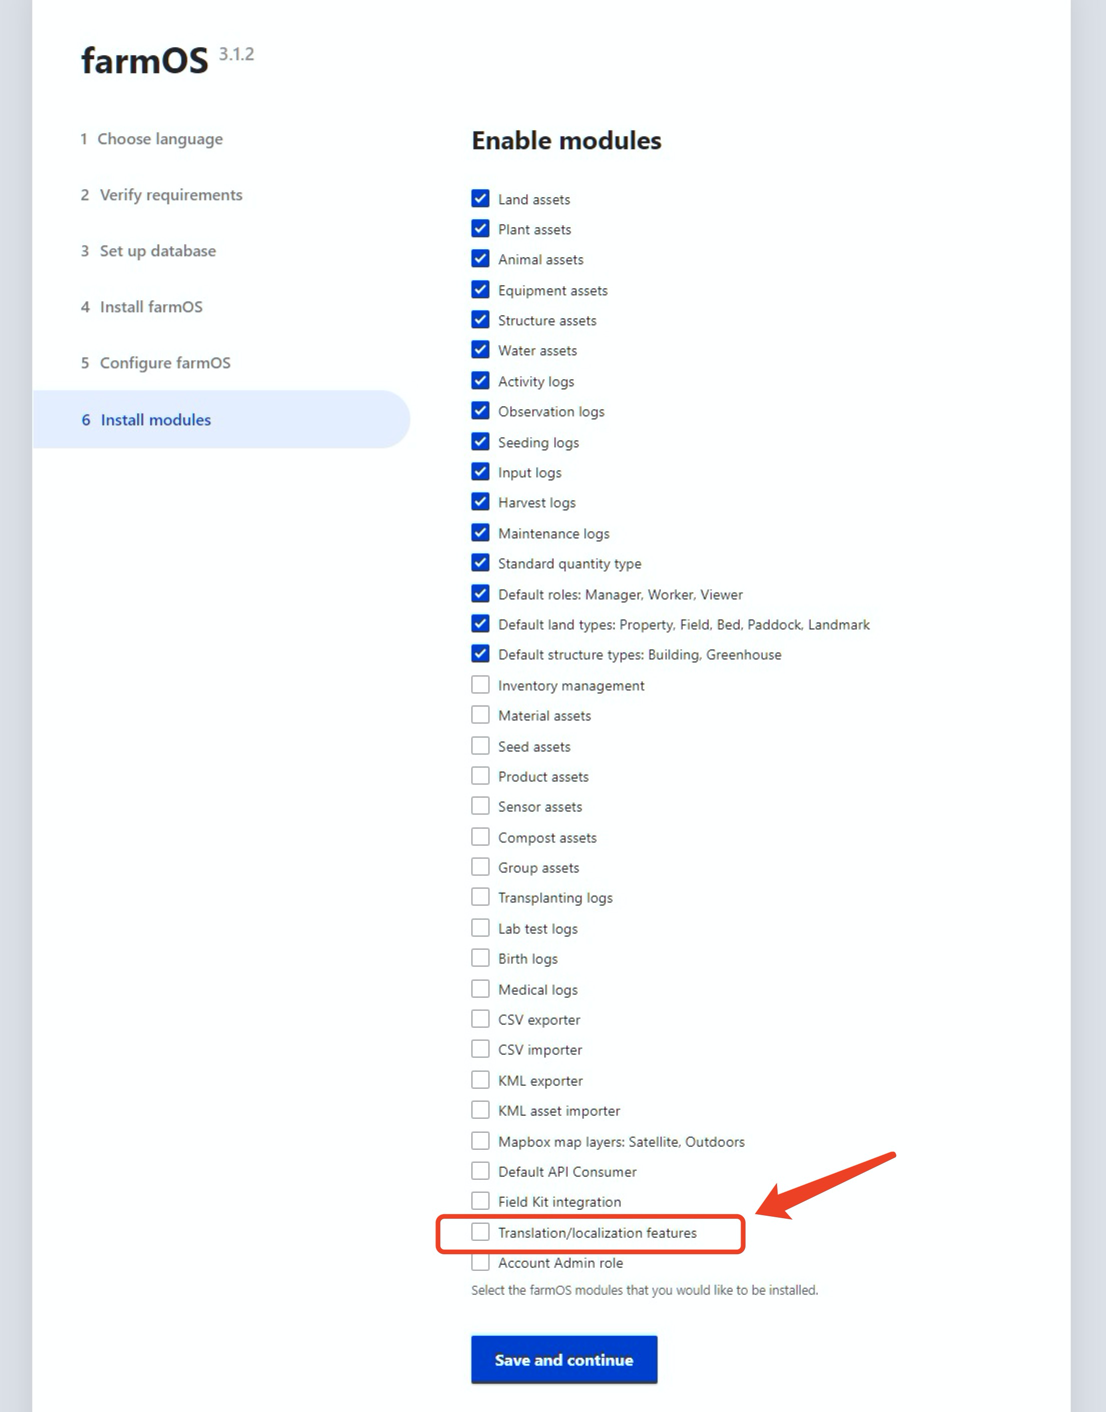 farmOS 3.1.2
1 Choose language
2 Verify requirements
3 Set up database
4 Install farmOS
5 Configure farmOS
6 Install modules
Enable modules
Land assets
Plant assets
Animal assets
Equipment assets
Structure assets
Water assets
Activity logs
Observation logs
Seeding logs
Input logs
Harvest logs
Maintenance logs
Standard quantity type
Default roles: Manager, Worker, Viewer
Default land types: Property, Field, Bed, Paddock, Landmark
Default structure types: Building, Greenhouse
Inventory management
Material assets
Seed assets
Product assets
Sensor assets
Compost assets
Group assets
Transplanting logs
Lab test logs
Birth logs
Medical logs
CSV exporter
CSV importer
KML exporter
KML asset importer
Mapbox map layers: Satellite, Outdoors
Default API Consumer
Field Kit integration
Translation/localization features
Account Admin role
Select the farmOS modules that you would like to be installed.
Save and continue